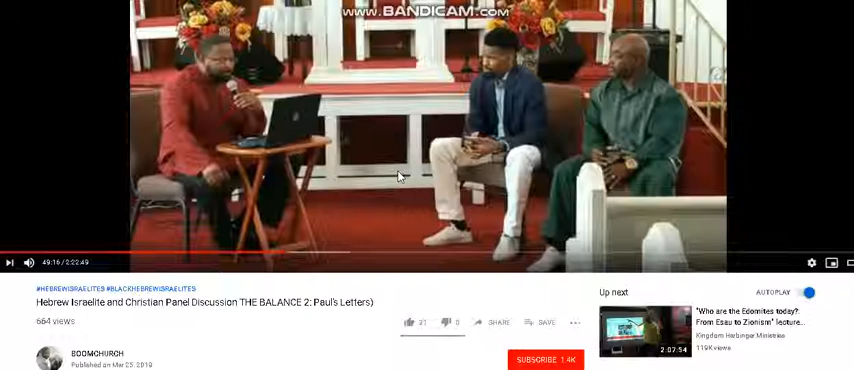 www.BANDICAM.com
49:16 / 2:22:49
#HEBREWISRAELITES #BLACKHEBREWISRAELITES
Hebrew Israelite and Christian Panel Discussion THE BALANCE 2: Paul's Letters)
664 views
21
SHARE
SAVE
BOOMCHURCH
Published on Mar 25, 2019
SUBSCRIBE 1.4K
Up next
AUTOPLAY
"Who are the Edomites today?:
From Esau to Zionism" lecture...
Kingdom Harbinger Ministries
119K views
2:07:54